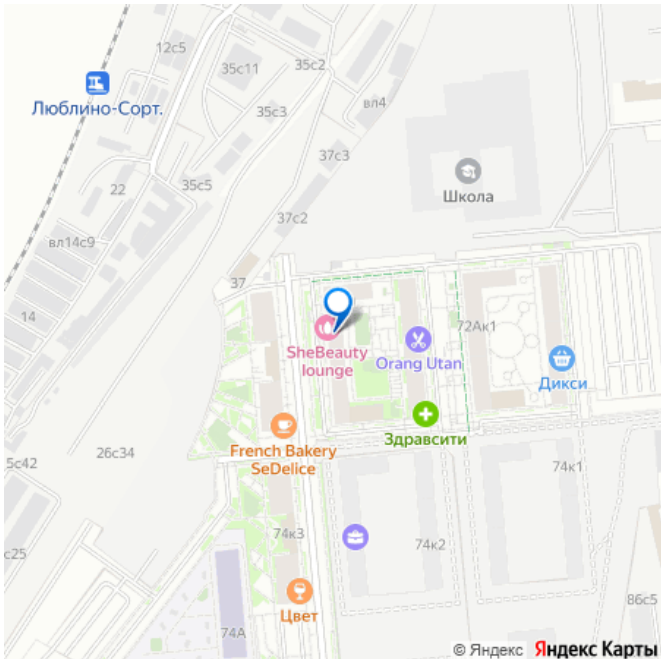 12с5
35с2
35с11
Люблино-Сорт.
35с3
вл4
37с3
Школа
22
35с5
37с2
вл14с9
37
14
72Ак1
SheBeauty
lounge
Orang Utan
Дикси
Здравсити
26с34
French Bakery
SeDelice
5с42
74к1
74к3
74к2
с25
86с5
Цвет
74А
© Яндекс Яндекс Карты